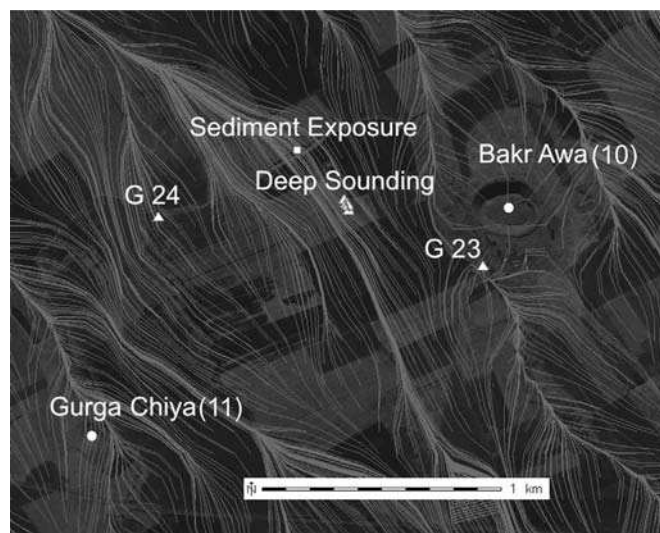 Sediment Exposure
Bakr Awa (10)
Deep Sounding
G 24
G 23
Gurga Chiya (11)
N 1 km